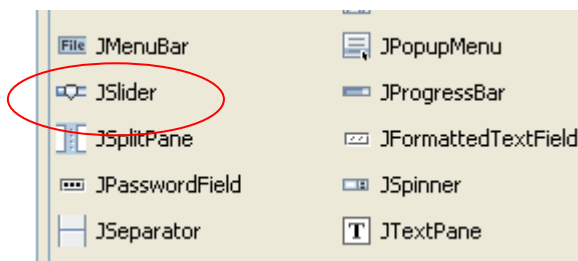 File JMenuBar JPopupMenu
JSlider JProgressBar
JSplitPane JFormattedTextField
JPasswordField JSpinner
JSeparator T JTextPane